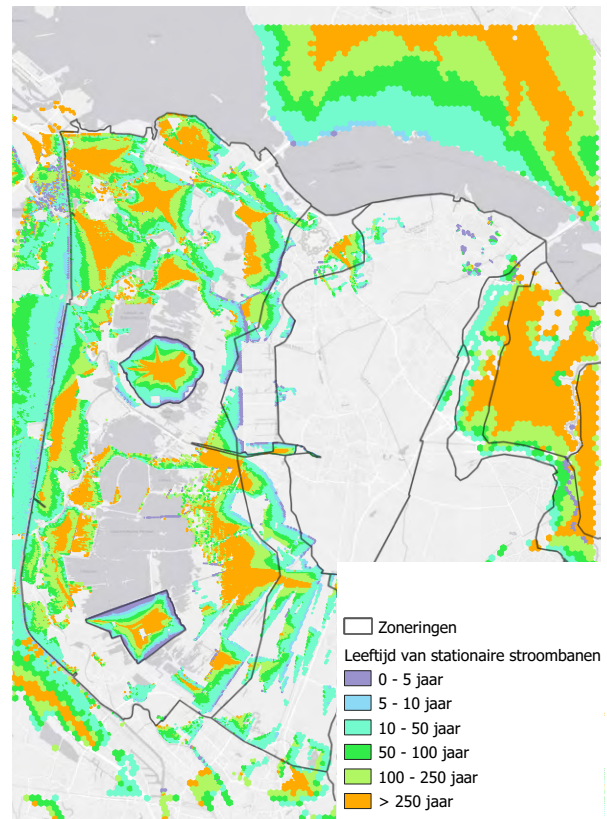 Zoneringen
Leeftijd van stationaire stroombanen
0 - 5 jaar
5 - 10 jaar
10 - 50 jaar
50 - 100 jaar
100 - 250 jaar
> 250 jaar